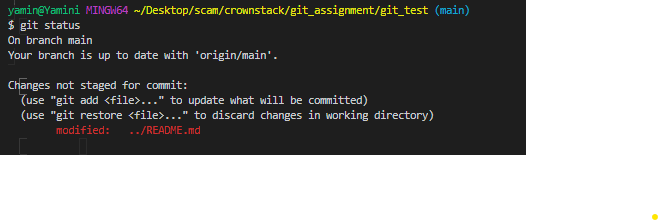 yamin@Yamini MINGW64 ~/Desktop/scam/crownstack/git_assignment/git_test (main)
$ git status
On branch main
Your branch is up to date with 'origin/main'.
Changes not staged for commit:
(use "git add <file>..." to update what will be committed)
(use "git restore <file>..." to discard changes in working directory)
modified:   ../README.md